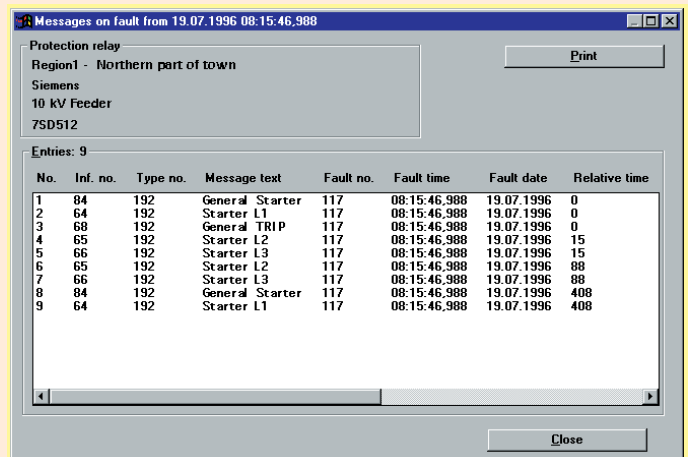 Messages on fault from 19.07.1996 08:15:46,988
Protection relay
Region1 - Northern part of town
Siemens
10 kV Feeder
7SD512
Print
Entries: 9
No. Inf. no. Type no. Message text Fault no. Fault time Fault date Relative time
1 84 192 General Starter 117 08:15:46,988 19.07.1996 0
2 64 192 Starter L1 117 08:15:46,988 19.07.1996 0
3 68 192 General TRIP 117 08:15:46,988 19.07.1996 0
4 65 192 Starter L2 117 08:15:46,988 19.07.1996 15
5 66 192 Starter L3 117 08:15:46,988 19.07.1996 15
6 65 192 Starter L2 117 08:15:46,988 19.07.1996 88
7 66 192 Starter L3 117 08:15:46,988 19.07.1996 88
8 84 192 General Starter 117 08:15:46,988 19.07.1996 408
9 64 192 Starter L1 117 08:15:46,988 19.07.1996 408
Close